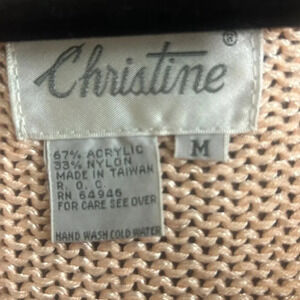 Christine®
67% ACRYLIC
33% NYLON
MADE IN TAIWAN
R. O. C.
RN 64946
FOR CARE SEE OVER
HAND WASH COLD WATER
M